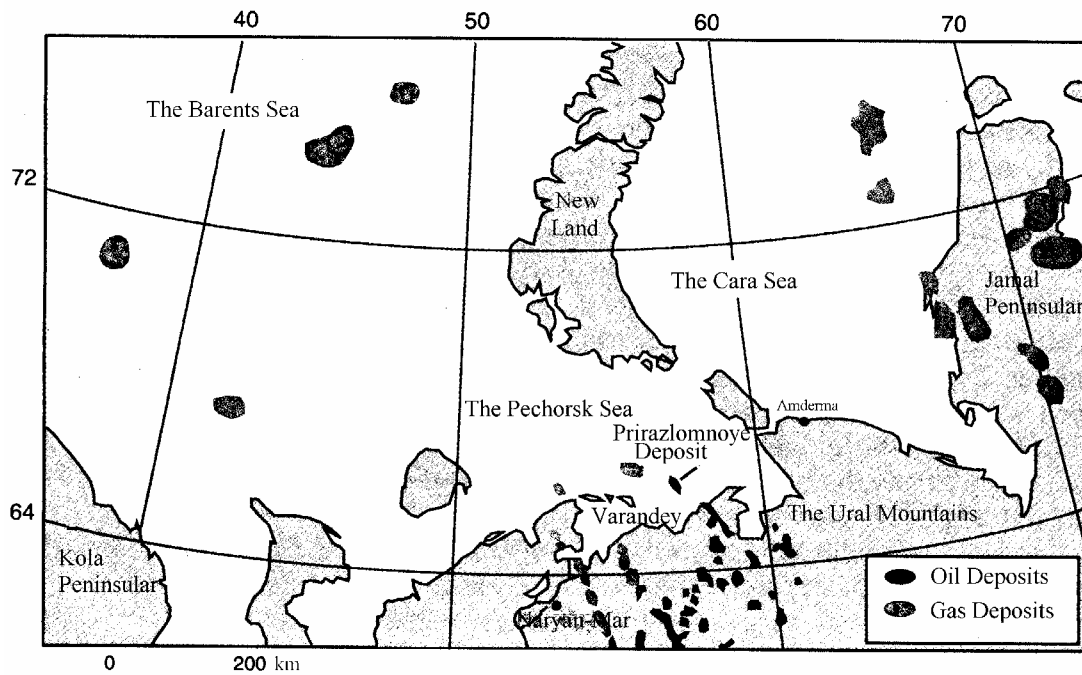 40 50 60 70
The Barents Sea
72
New
Land
The Cara Sea
Jamal
Peninsular
The Pechorsk Sea
Amderma
Prirazlomnoye
Deposit
64
Varandey
The Ural Mountains
Kola
Peninsular
Oil Deposits
Gas Deposits
Naryan-Mar
0 200 km